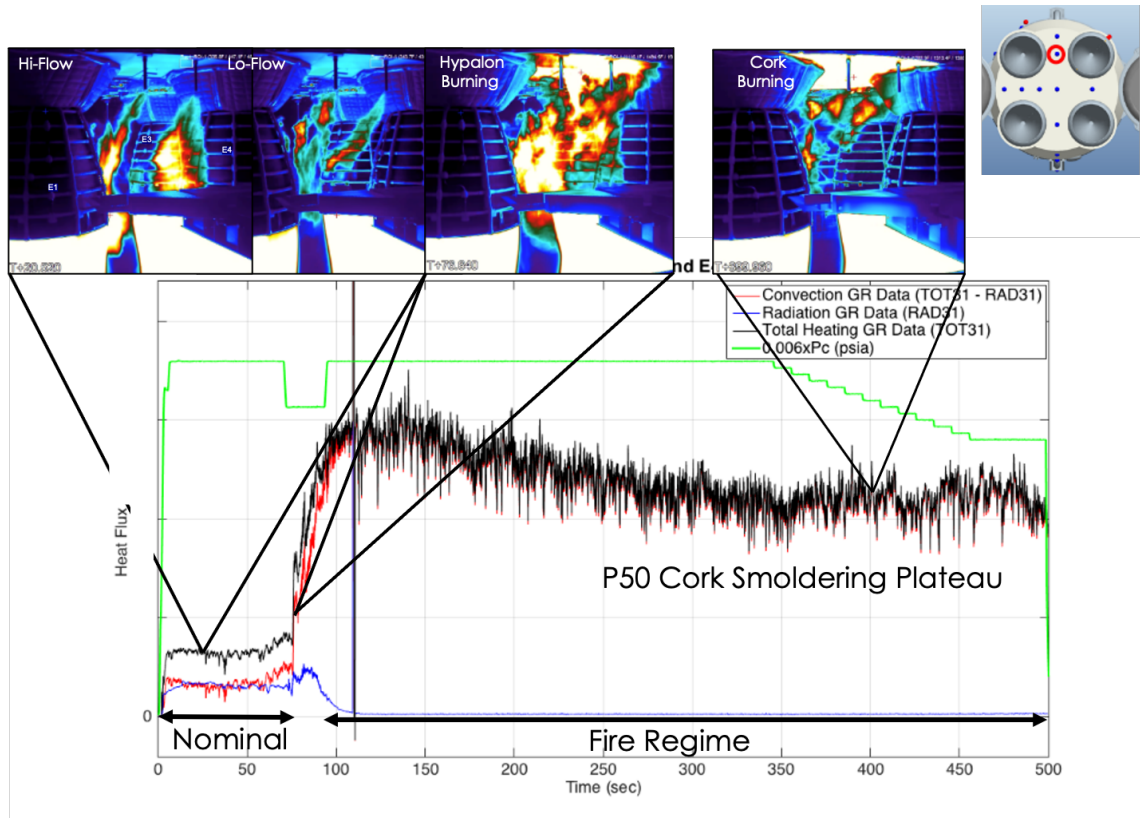 Hi-Flow
Lo-Flow
Hypalon
Burning
Cork
Burning
E3
E4
E1
nd E
Convection GR Data (TOT31 - RAD31)
Radiation GR Data (RAD31)
Total Heating GR Data (TOT31)
0.006xPc (psia)
Heat Flux
P50 Cork Smoldering Plateau
0
Nominal
Fire Regime
0 50 100 150 200 250 300 350 400 450 500
Time (sec)